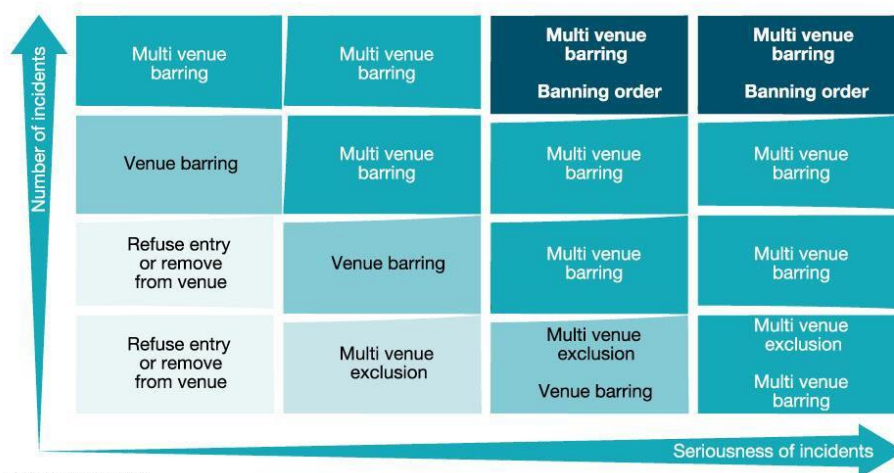 Number of incidents
Multi venue
barring
Multi venue
barring
Multi venue
barring
Banning order
Multi venue
barring
Banning order
Venue barring
Multi venue
barring
Multi venue
barring
Multi venue
barring
Refuse entry
or remove
from venue
Venue barring
Multi venue
barring
Multi venue
barring
Refuse entry
or remove
from venue
Multi venue
exclusion
Multi venue
exclusion
Venue barring
Multi venue
exclusion
Multi venue
barring
Seriousness of incidents